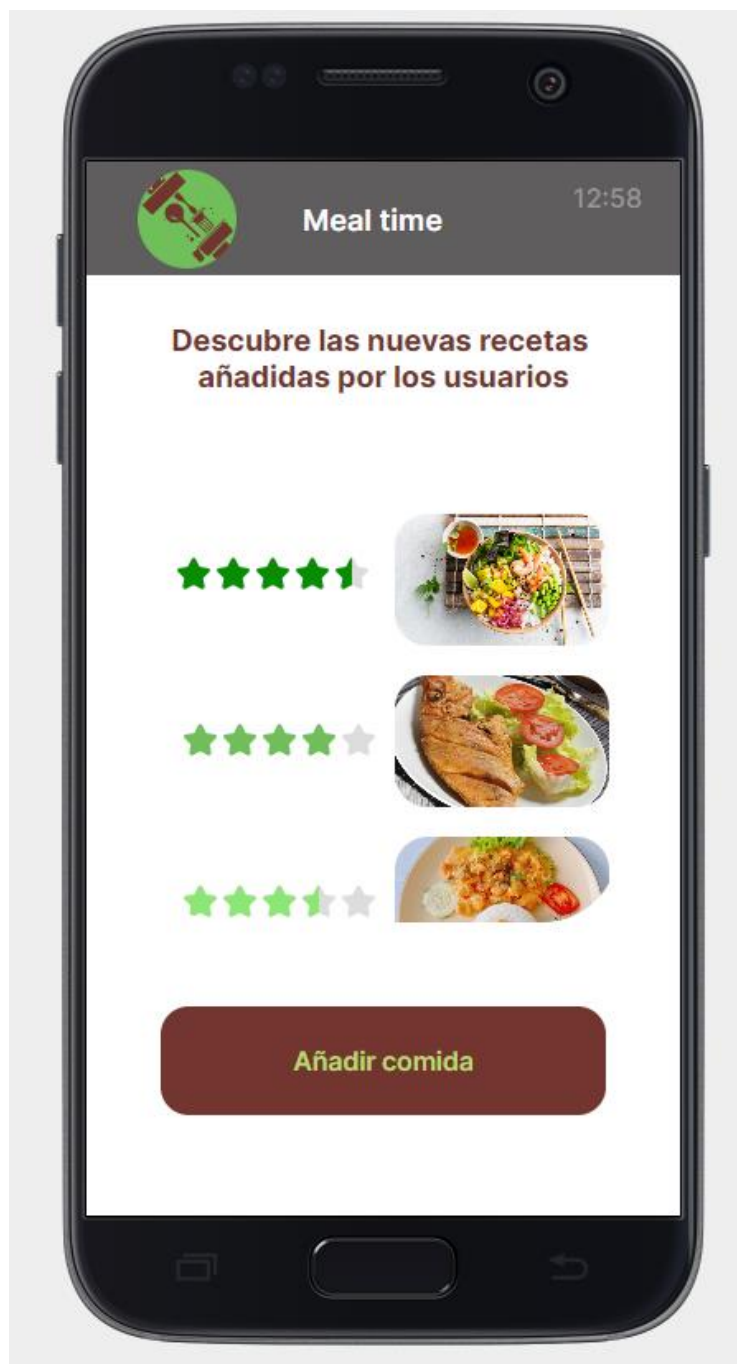 12:58
Meal time
Descubre las nuevas recetas
añadidas por los usuarios
Añadir comida